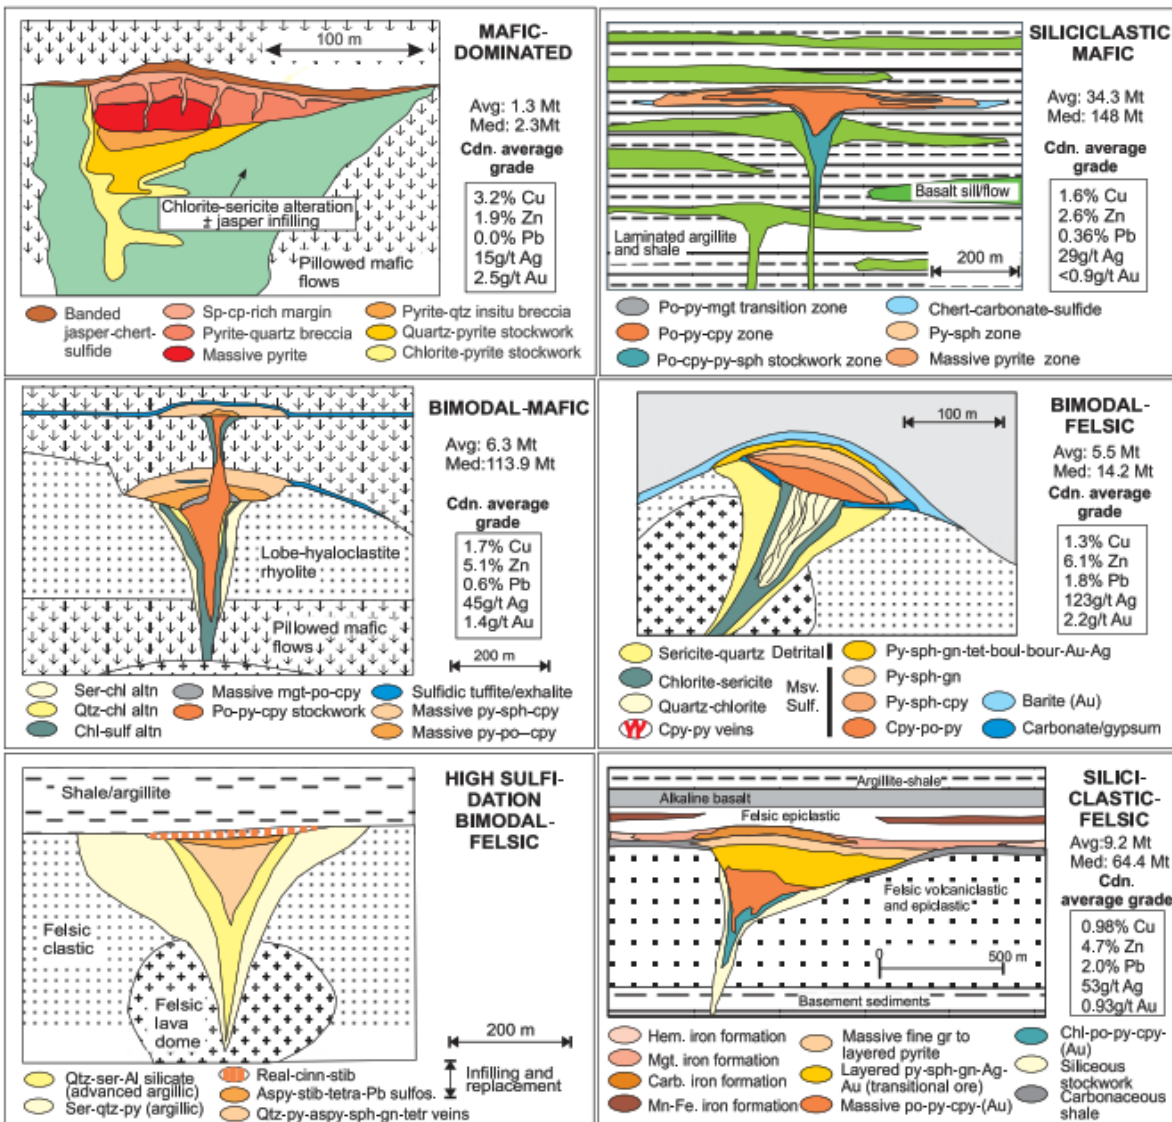 MAFIC-
DOMINATED
100 m
Avg: 1.3 Mt
Med: 2.3Mt
Cdn. average
grade
3.2% Cu
1.9% Zn
0.0% Pb
15g/t Ag
2.5g/t Au
Chlorite-sericite alteration
± jasper infilling
Pillowed mafic
flows
Banded
jasper-chert-
sulfide
Sp-cp-rich margin
Pyrite-quartz breccia
Massive pyrite
Pyrite-qtz insitu breccia
Quartz-pyrite stockwork
Chlorite-pyrite stockwork
SILICICLASTIC
MAFIC
Avg: 34.3 Mt
Med: 148 Mt
Cdn. average
grade
1.6% Cu
2.6% Zn
0.36% Pb
29g/t Ag
<0.9g/t Au
Basalt sill/flow
Laminated argillite
and shale
200 m
Po-py-mgt transition zone
Po-py-cpy zone
Po-cpy-py-sph stockwork zone
Chert-carbonate-sulfide
Py-sph zone
Massive pyrite zone
BIMODAL-MAFIC
Avg: 6.3 Mt
Med:113.9 Mt
Cdn. average
grade
1.7% Cu
5.1% Zn
0.6% Pb
45g/t Ag
1.4g/t Au
Lobe-hyaloclastite
rhyolite
Pillowed mafic
flows
200 m
Ser-chl altn
Qtz-chl altn
Chl-sulf altn
Massive mgt-po-cpy
Po-py-cpy stockwork
Sulfidic tuffite/exhalite
Massive py-sph-cpy
Massive py-po--cpy
BIMODAL-
FELSIC
100 m
Avg: 5.5 Mt
Med: 14.2 Mt
Cdn. average
grade
1.3% Cu
6.1% Zn
1.8% Pb
123g/t Ag
2.2g/t Au
Sericite-quartz
Chlorite-sericite
Quartz-chlorite
Cpy-py veins
Detrital
Msv.
Sulf.
Py-sph-gn-tet-boul-bour-Au-Ag
Py-sph-gn
Py-sph-cpy
Cpy-po-py
Barite (Au)
Carbonate/gypsum
HIGH SULFI-
DATION
BIMODAL-
FELSIC
Shale/argillite
Felsic
clastic
Felsic
lava
dome
200 m
Infilling and
replacement
Qtz-ser-Al silicate
(advanced argillic)
Ser-qtz-py (argillic)
Real-cinn-stib
Aspy-stib-tetra-Pb sulfos.
Qtz-py-aspy-sph-gn-tetr veins
SILICI-
CLASTIC-
FELSIC
Avg:9.2 Mt
Med: 64.4 Mt
Cdn.
average grade
0.98% Cu
4.7% Zn
2.0% Pb
53g/t Ag
0.93g/t Au
Argillite-shale
Alkaline basalt
Felsic epiclastic
Felsic volcaniclastic
and epiclastic
0 500 m
Basement sediments
Hem. iron formation
Mgt. iron formation
Carb. iron formation
Mn-Fe. iron formation
Massive fine gr to
layered pyrite
Layered py-sph-gn-Ag-
Au (transitional ore)
Massive po-py-cpy-(Au)
Chl-po-py-cpy-
(Au)
Siliceous
stockwork
Carbonaceous
shale